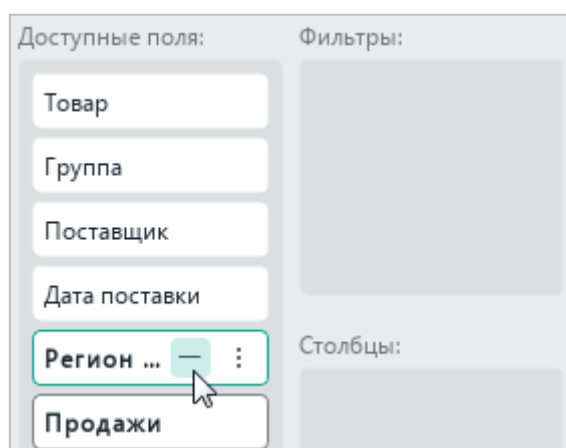 Доступные поля:
Фильтры:
Товар
Группа
Поставщик
Дата поставки
Регион ...
Столбцы:
Продажи